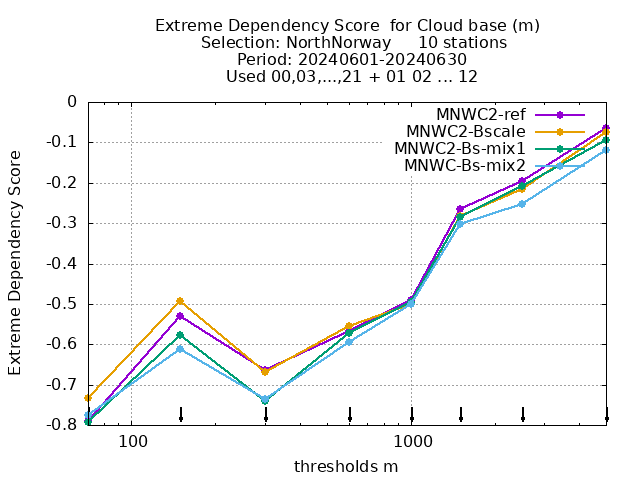 Extreme Dependency Score  for Cloud base (m)
Selection: NorthNorway     10 stations
Period: 20240601-20240630
Used 00,03,...,21 + 01 02 ... 12
MNWC2-ref
MNWC2-Bscale
MNWC2-Bs-mix1
MNWC-Bs-mix2
Extreme Dependency Score
0
-0.1
-0.2
-0.3
-0.4
-0.5
-0.6
-0.7
-0.8
100
1000
thresholds m